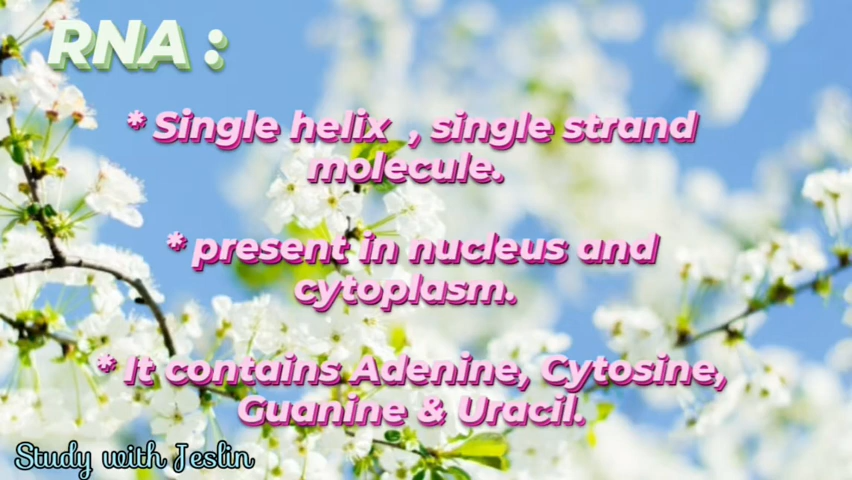 RNA :
* Single helix , single strand
molecule.
* present in nucleus and
cytoplasm.
* It contains Adenine, Cytosine,
Guanine & Uracil.
Study with Jeslin